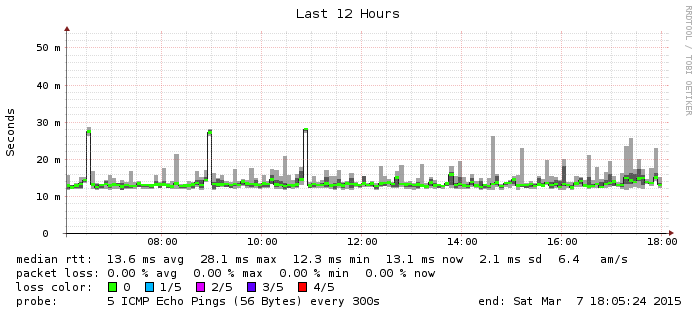 Last 12 Hours
RRDTOOL / TOBI OETIKER
Seconds
50 m
40 m
30 m
20 m
10 m
0
08:00 10:00 12:00 14:00 16:00 18:00
median rtt: 13.6 ms avg 28.1 ms max 12.3 ms min 13.1 ms now 2.1 ms sd 6.4 am/s
packet loss: 0.00 % avg 0.00 % max 0.00 % min 0.00 % now
loss color: 0 1/5 2/5 3/5 4/5
probe: 5 ICMP Echo Pings (56 Bytes) every 300s end: Sat Mar 7 18:05:24 2015